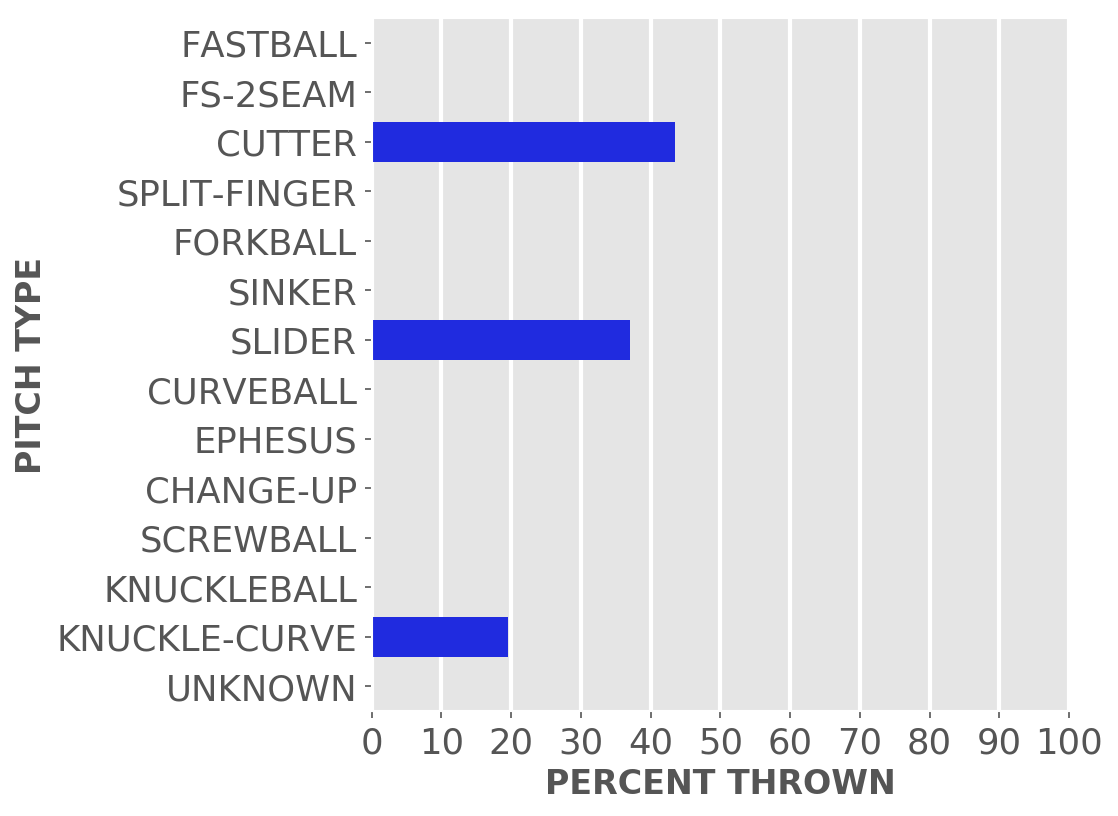 FASTBALL
FS-2SEAM
CUTTER
SPLIT-FINGER
FORKBALL
SINKER
SLIDER
CURVEBALL
EPHESUS
CHANGE-UP
SCREWBALL
KNUCKLEBALL
KNUCKLE-CURVE
UNKNOWN
PITCH TYPE
0 10 20 30 40 50 60 70 80 90 100
PERCENT THROWN